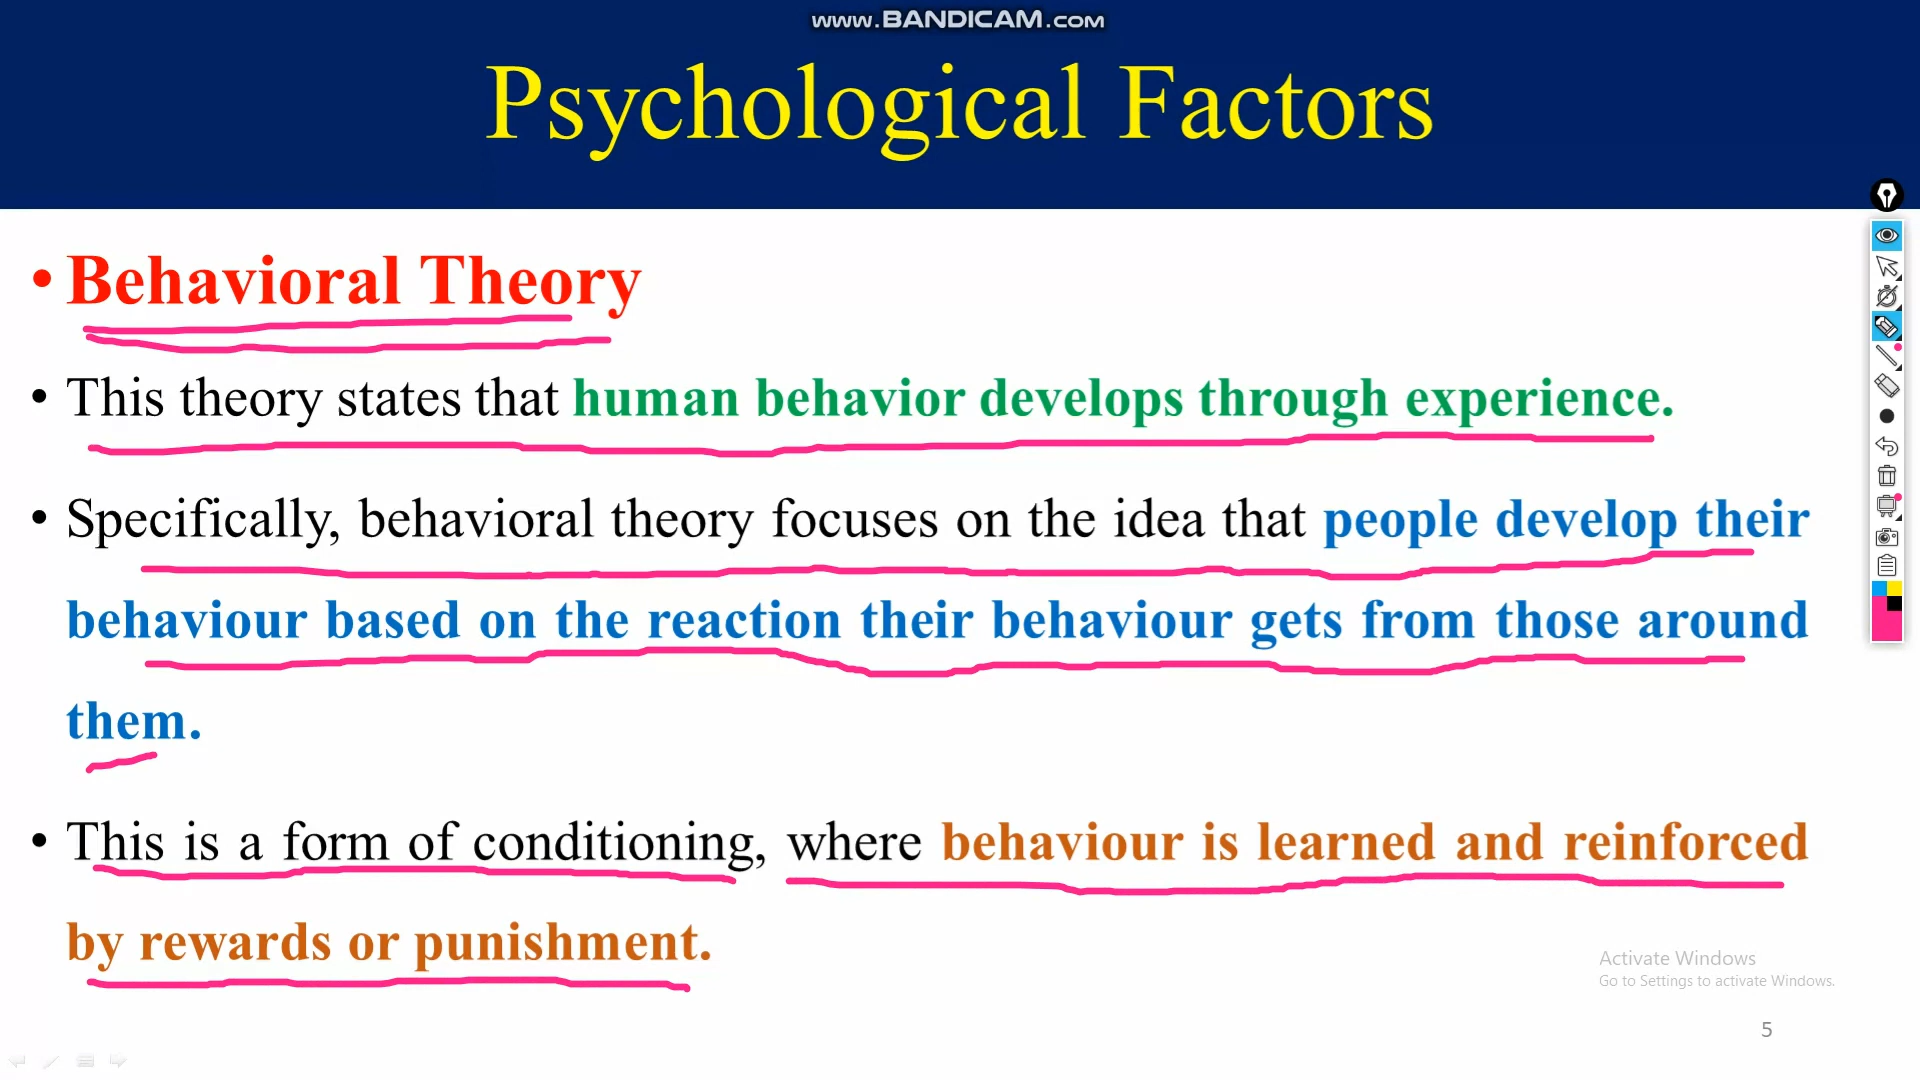 www.BANDICAM.com
Psychological Factors
• Behavioral Theory
• This theory states that human behavior develops through experience.
• Specifically, behavioral theory focuses on the idea that people develop their
behaviour based on the reaction their behaviour gets from those around
them.
• This is a form of conditioning, where behaviour is learned and reinforced
by rewards or punishment.
Activate Windows
Go to Settings to activate Windows.
5